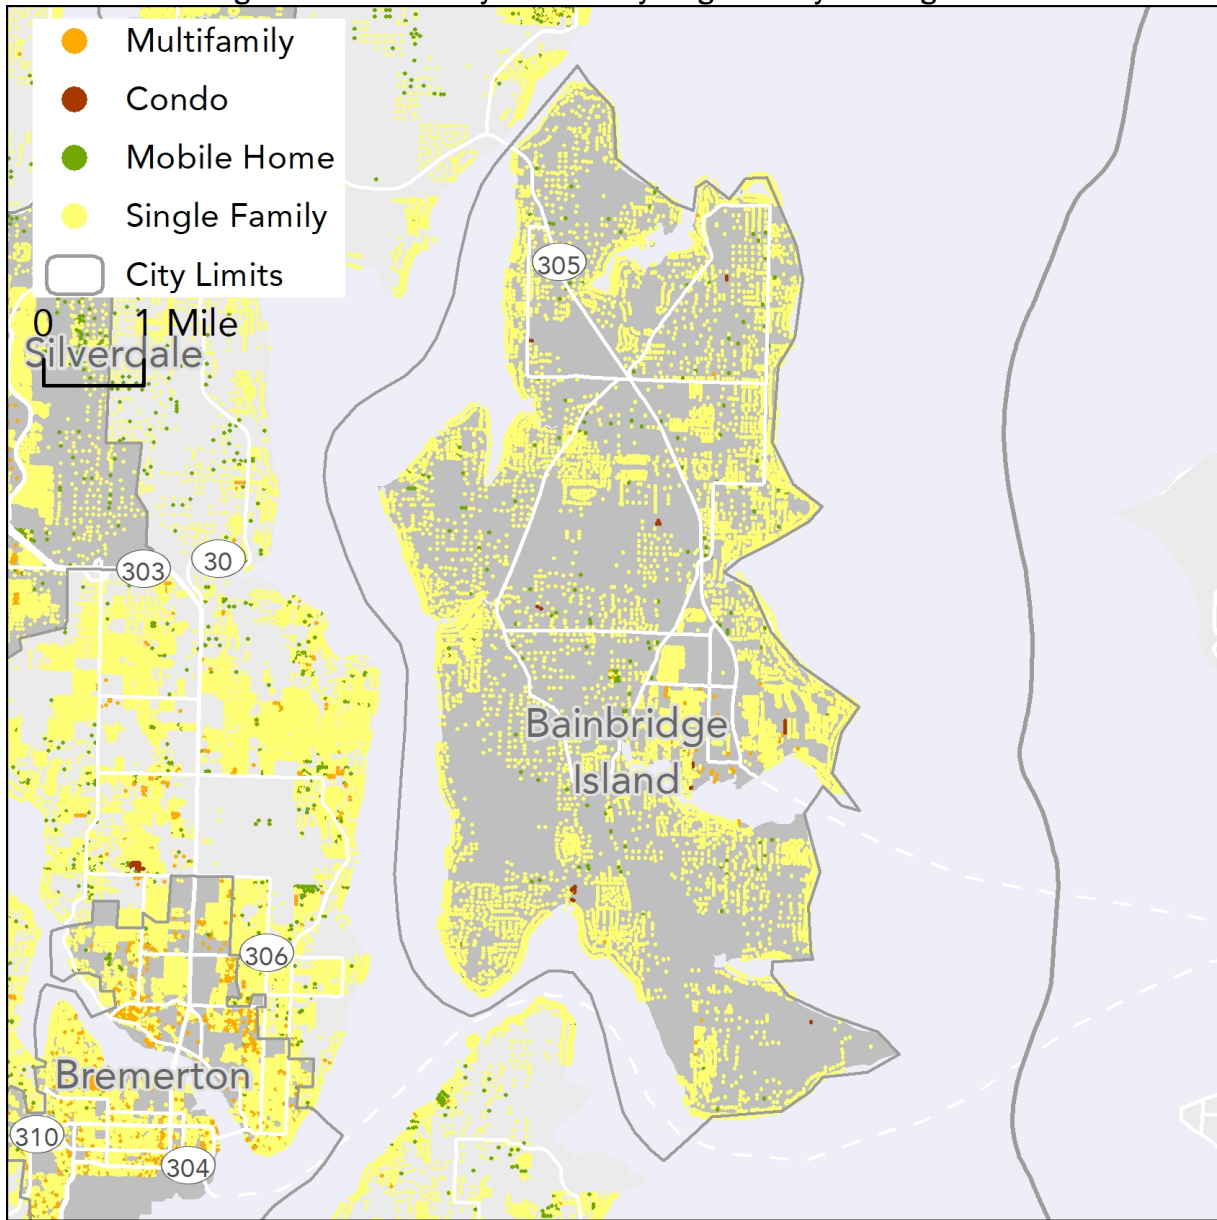 Multifamily
Condo
Mobile Home
Single Family
City Limits
0 1 Mile
Silverdale
305
303
30
Bainbridge
Island
306
Bremerton
310
304